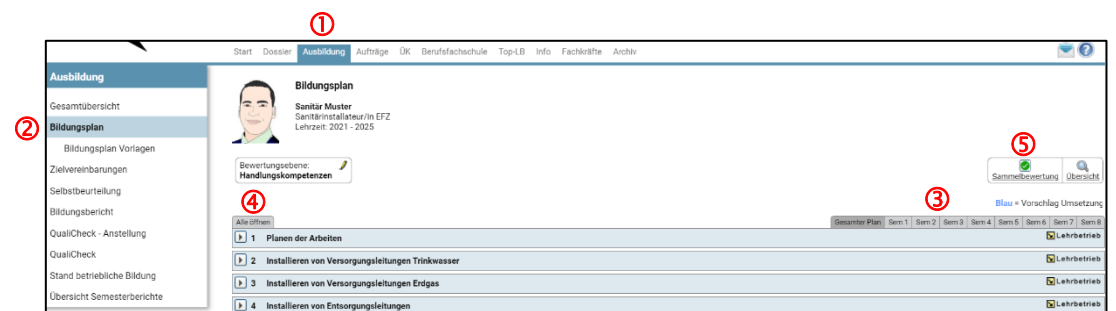 ①
Start Dossier Ausbildung Aufträge ÜK Berufsfachschule Top-LB Info Fachkräfte Archiv
Ausbildung
Gesamtübersicht
② Bildungsplan
Bildungsplan Vorlagen
Zielvereinbarungen
Selbstbeurteilung
Bildungsbericht
QualiCheck - Anstellung
QualiCheck
Stand betriebliche Bildung
Übersicht Semesterberichte
Bildungsplan
Sanitär Muster
Sanitärinstallateur/in EFZ
Lehrzeit: 2021 - 2025
Bewertungsebene:
Handlungskompetenzen
⑤
Sammelbewertung Übersicht
Blau = Vorschlag Umsetzung
④ ③
Alle öffnen Gesamter Plan Sem 1 Sem 2 Sem 3 Sem 4 Sem 5 Sem 6 Sem 7 Sem 8
1 Planen der Arbeiten Lehrbetrieb
2 Installieren von Versorgungsleitungen Trinkwasser Lehrbetrieb
3 Installieren von Versorgungsleitungen Erdgas Lehrbetrieb
4 Installieren von Entsorgungsleitungen Lehrbetrieb